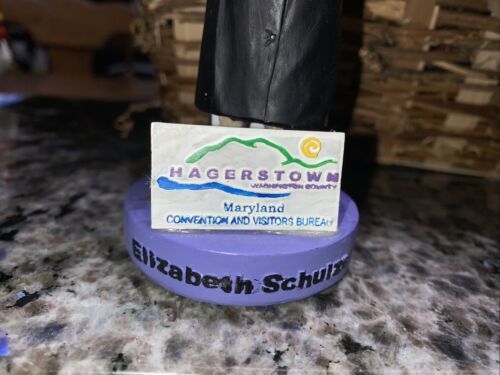 HAGERSTOWN
WASHINGTON COUNTY
Maryland
CONVENTION AND VISITORS BUREAU
Elizabeth Schulz